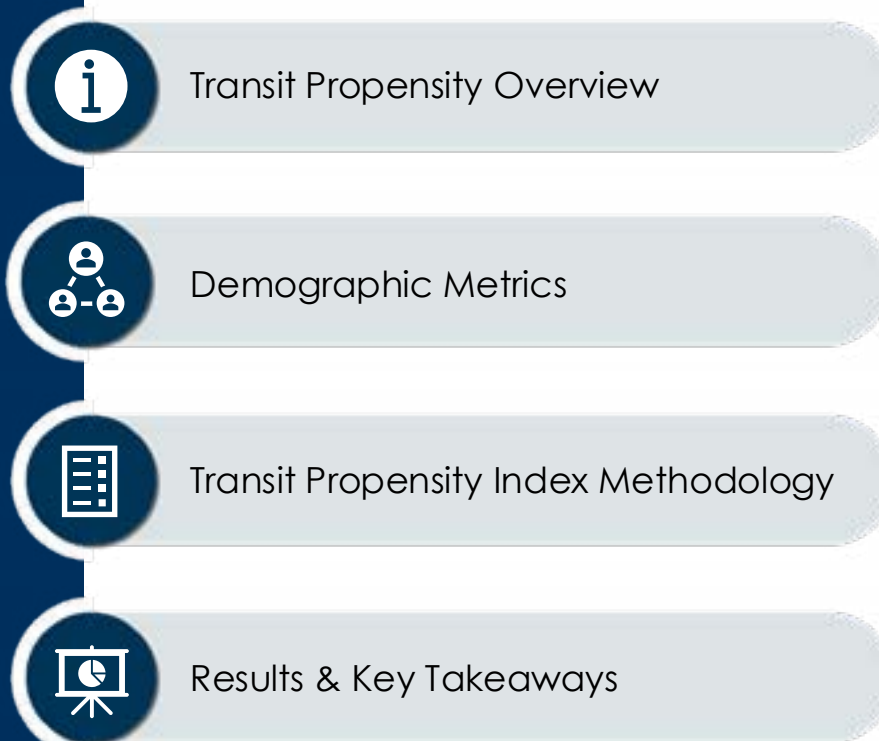 Transit Propensity Overview
Demographic Metrics
Transit Propensity Index Methodology
Results & Key Takeaways